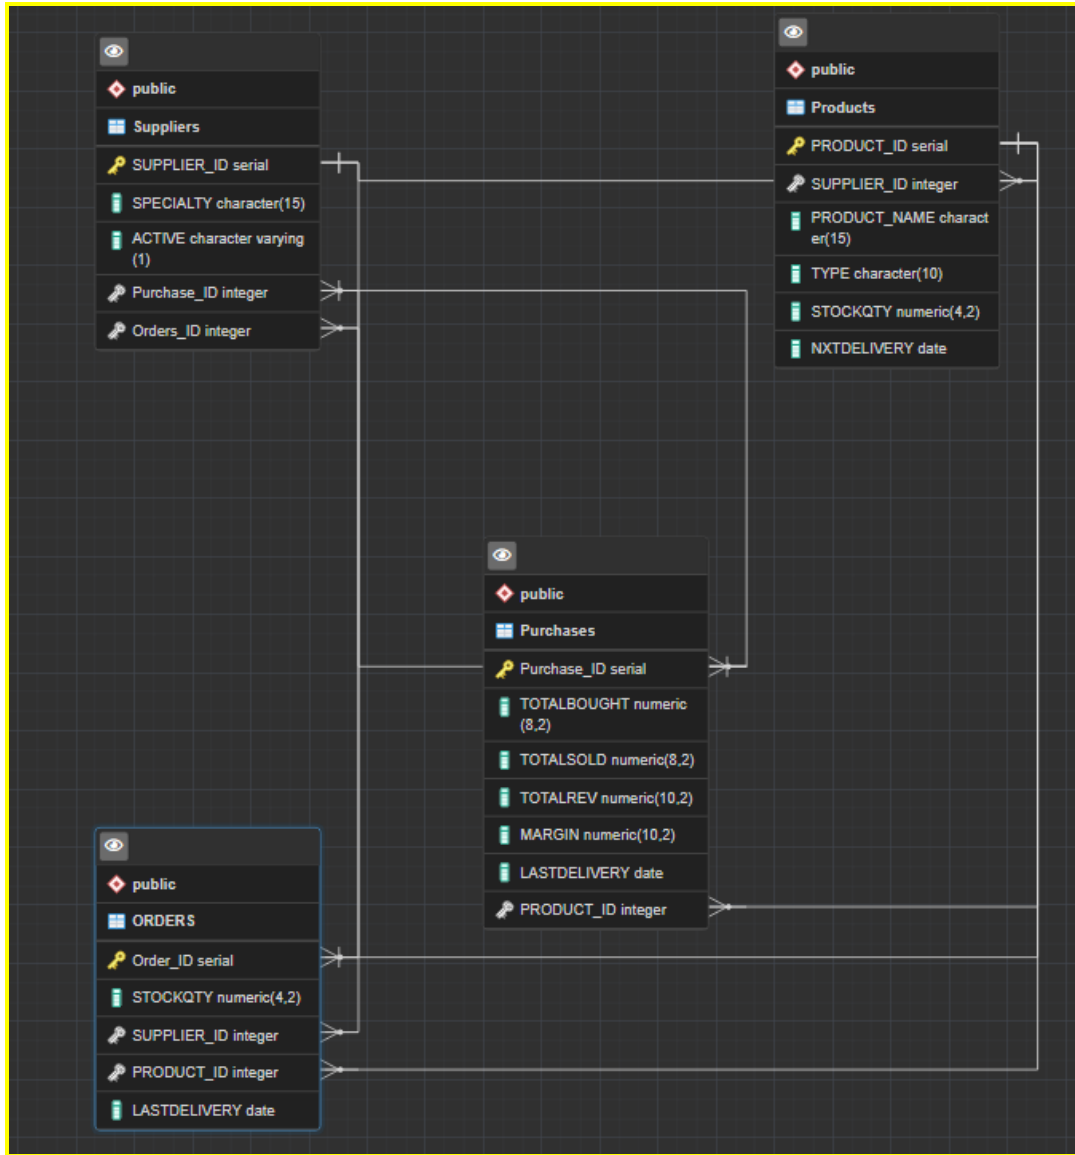 public
Suppliers
SUPPLIER_ID serial
SPECIALTY character(15)
ACTIVE character varying
(1)
Purchase_ID integer
Orders_ID integer
public
Products
PRODUCT_ID serial
SUPPLIER_ID integer
PRODUCT_NAME charact
er(15)
TYPE character(10)
STOCKQTY numeric(4,2)
NXTDELIVERY date
public
Purchases
Purchase_ID serial
TOTALBOUGHT numeric
(8,2)
TOTALSOLD numeric(8,2)
TOTALREV numeric(10,2)
MARGIN numeric(10,2)
LASTDELIVERY date
PRODUCT_ID integer
public
ORDERS
Order_ID serial
STOCKQTY numeric(4,2)
SUPPLIER_ID integer
PRODUCT_ID integer
LASTDELIVERY date